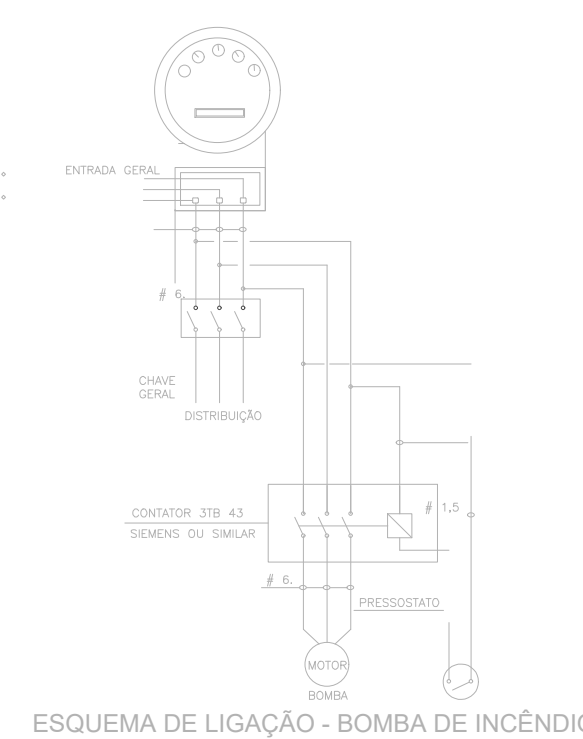 ENTRADA GERAL
# 6.
CHAVE
GERAL
DISTRIBUIÇÃO
CONTATOR 3TB 43
SIEMENS OU SIMILAR
# 1,5
# 6.
PRESSOSTATO
MOTOR
BOMBA
ESQUEMA DE LIGAÇÃO - BOMBA DE INCÊNDIO